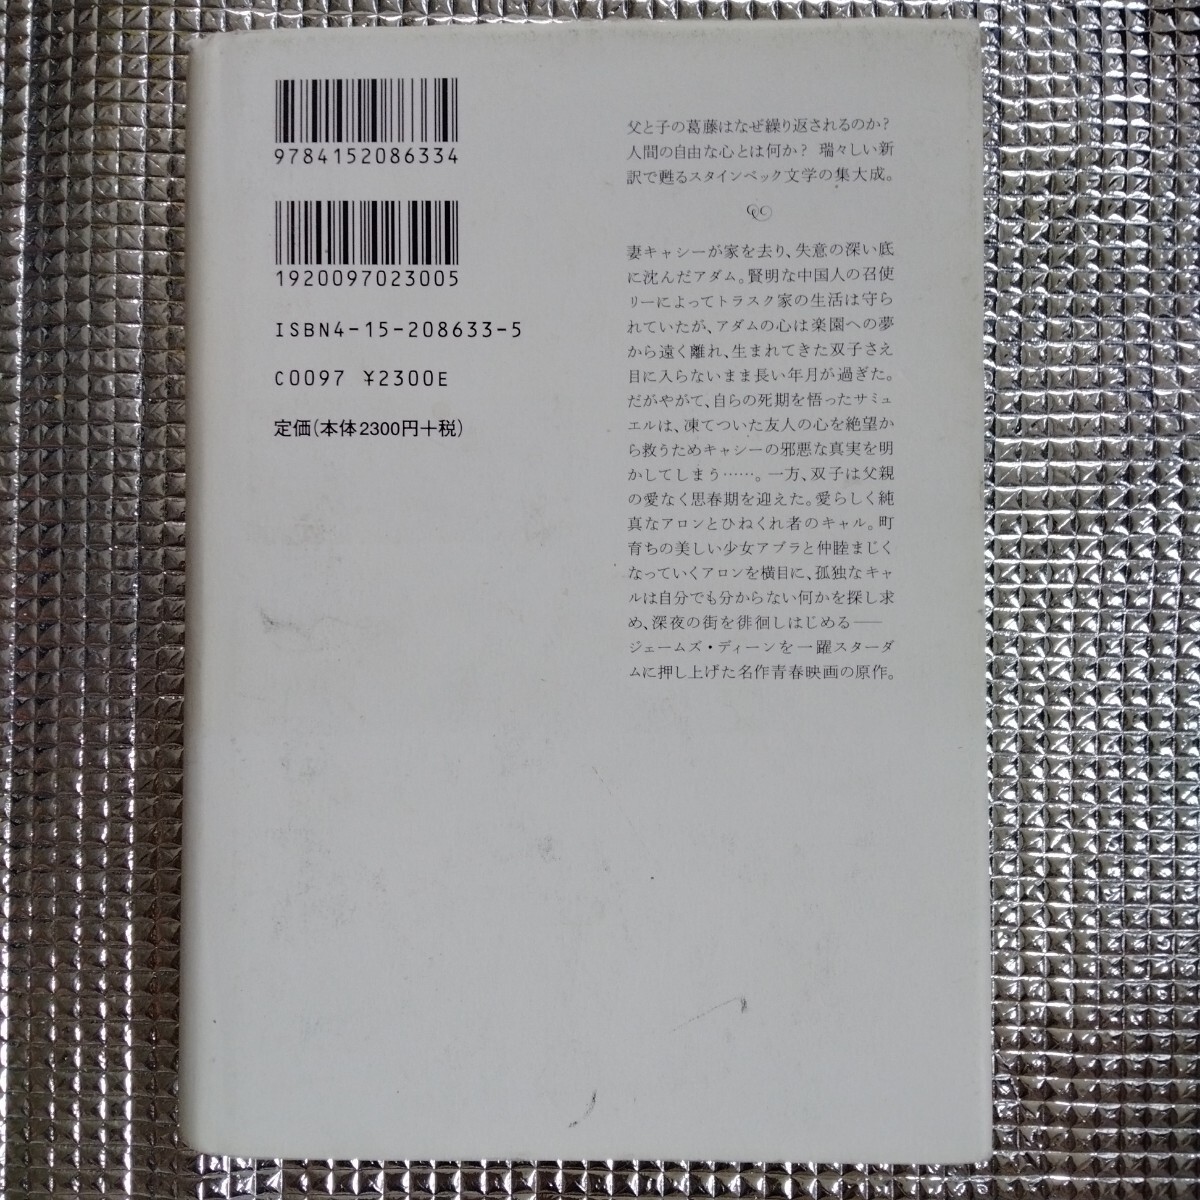 9784152086334
1920097023005
ISBN4-15-208633-5
C0097 ¥2300E
定価(本体2300円+税)
父と子の葛藤はなぜ繰り返されるのか?
人間の自由な心とは何か? 瑞々しい新
訳で甦るスタインベック文学の集大成。
妻キャシーが家を去り、失意の深い底
に沈んだアダム。賢明な中国人の召使
リーによってトラスク家の生活は守ら
れていたが、アダムの心は楽園への夢
から遠く離れ、生まれてきた双子さえ
目に入らないまま長い年月が過ぎた。
だがやがて、自らの死期を悟ったサミュ
エルは、凍てついた友人の心を絶望か
ら救うためキャシーの邪悪な真実を明
かしてしまう……。一方、双子は父親
の愛なく思春期を迎えた。愛らしく純
真なアロンとひねくれ者のキャル。町
育ちの美しい少女アブラと仲睦まじく
なっていくアロンを横目に、孤独なキャ
ルは自分でも分からない何かを探し求
め、深夜の街を徘徊しはじめる――
ジェームズ・ディーンを一躍スターダ
ムに押し上げた名作青春映画の原作。